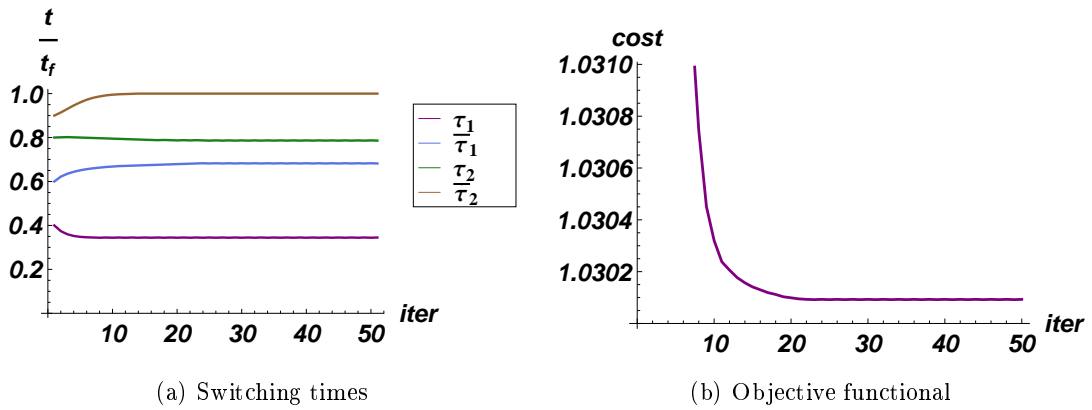 t
t_f
1.0
0.8
0.6
0.4
0.2
10 20 30 40 50
iter
τ₁
τ̅₁
τ₂
τ̅₂
(a) Switching times
cost
1.0310
1.0308
1.0306
1.0304
1.0302
1.0300
10 20 30 40 50
iter
(b) Objective functional